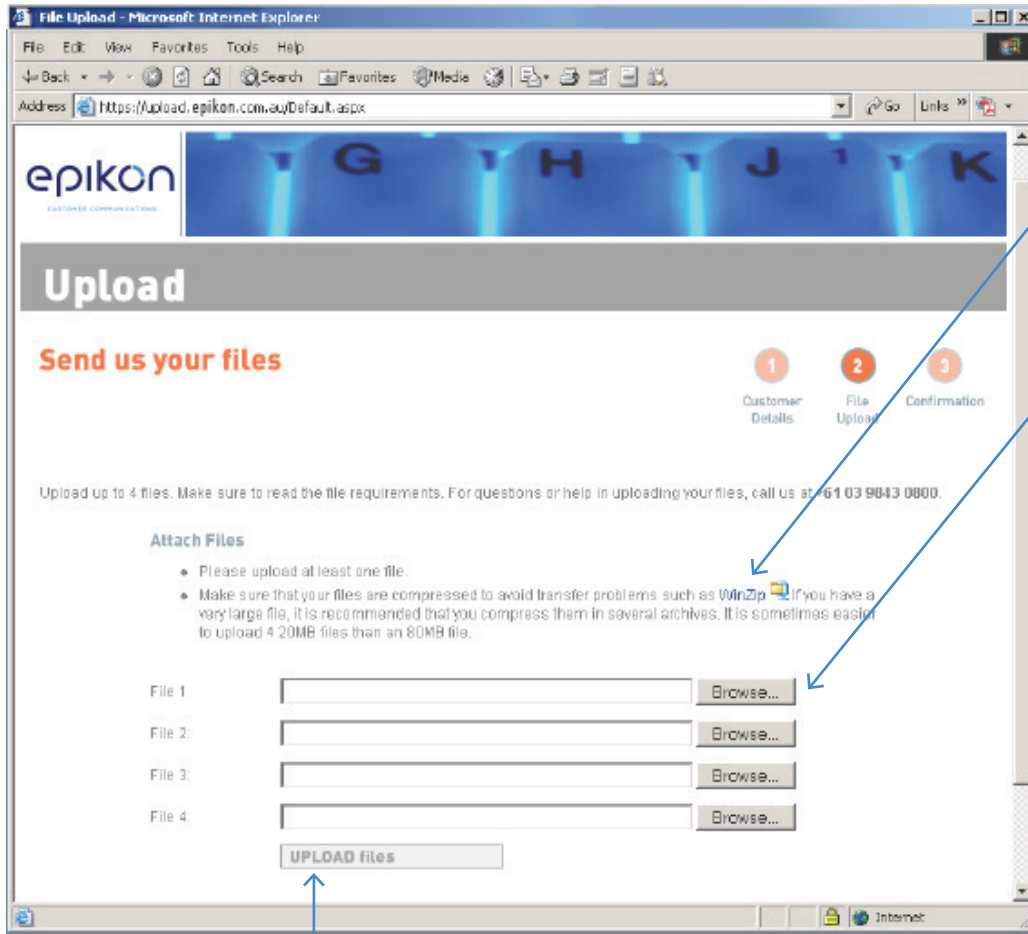 File Upload - Microsoft Internet Explorer
File Edit View Favorites Tools Help
Back Search Favorites Media
Address https://upload.epikon.com.au/Default.aspx Go Links »
epikon
CUSTOMER COMMUNICATIONS
G H J 1 K
Upload
Send us your files
1 2 3
Customer Details File Upload Confirmation
Upload up to 4 files. Make sure to read the file requirements. For questions or help in uploading your files, call us at +61 03 9843 0800.
Attach Files
• Please upload at least one file.
• Make sure that your files are compressed to avoid transfer problems such as WinZip If you have a
very large file, it is recommended that you compress them in several archives. It is sometimes easier
to upload 4 20MB files than an 80MB file.
File 1 Browse...
File 2: Browse...
File 3: Browse...
File 4: Browse...
UPLOAD files
Internet